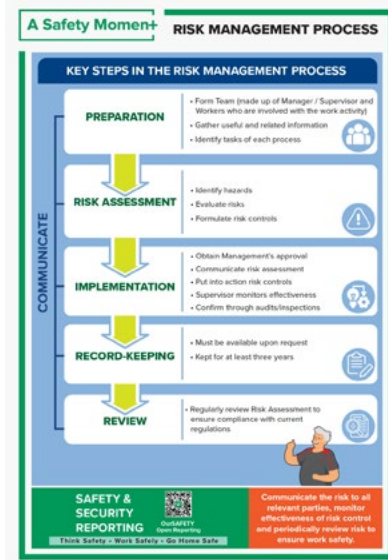 A Safety Moment
RISK MANAGEMENT PROCESS
KEY STEPS IN THE RISK MANAGEMENT PROCESS
COMMUNICATE
PREPARATION
• Form Team (made up of Manager / Supervisor and
Workers who are involved with the work activity)
• Gather useful and related information
• Identify tasks of each process
RISK ASSESSMENT
• Identify hazards
• Evaluate risks
• Formulate risk controls
IMPLEMENTATION
• Obtain Management's approval
• Communicate risk assessment
• Put into action risk controls
• Supervisor monitors effectiveness
• Confirm through audits/inspections
RECORD-KEEPING
• Must be available upon request
• Kept for at least three years
REVIEW
• Regularly review Risk Assessment to
ensure compliance with current
regulations
SAFETY &
SECURITY
REPORTING
OurSAFETY
Open Reporting
Think Safely • Work Safely • Go Home Safe
Communicate the risk to all
relevant parties, monitor
effectiveness of risk control
and periodically review risk to
ensure work safety.